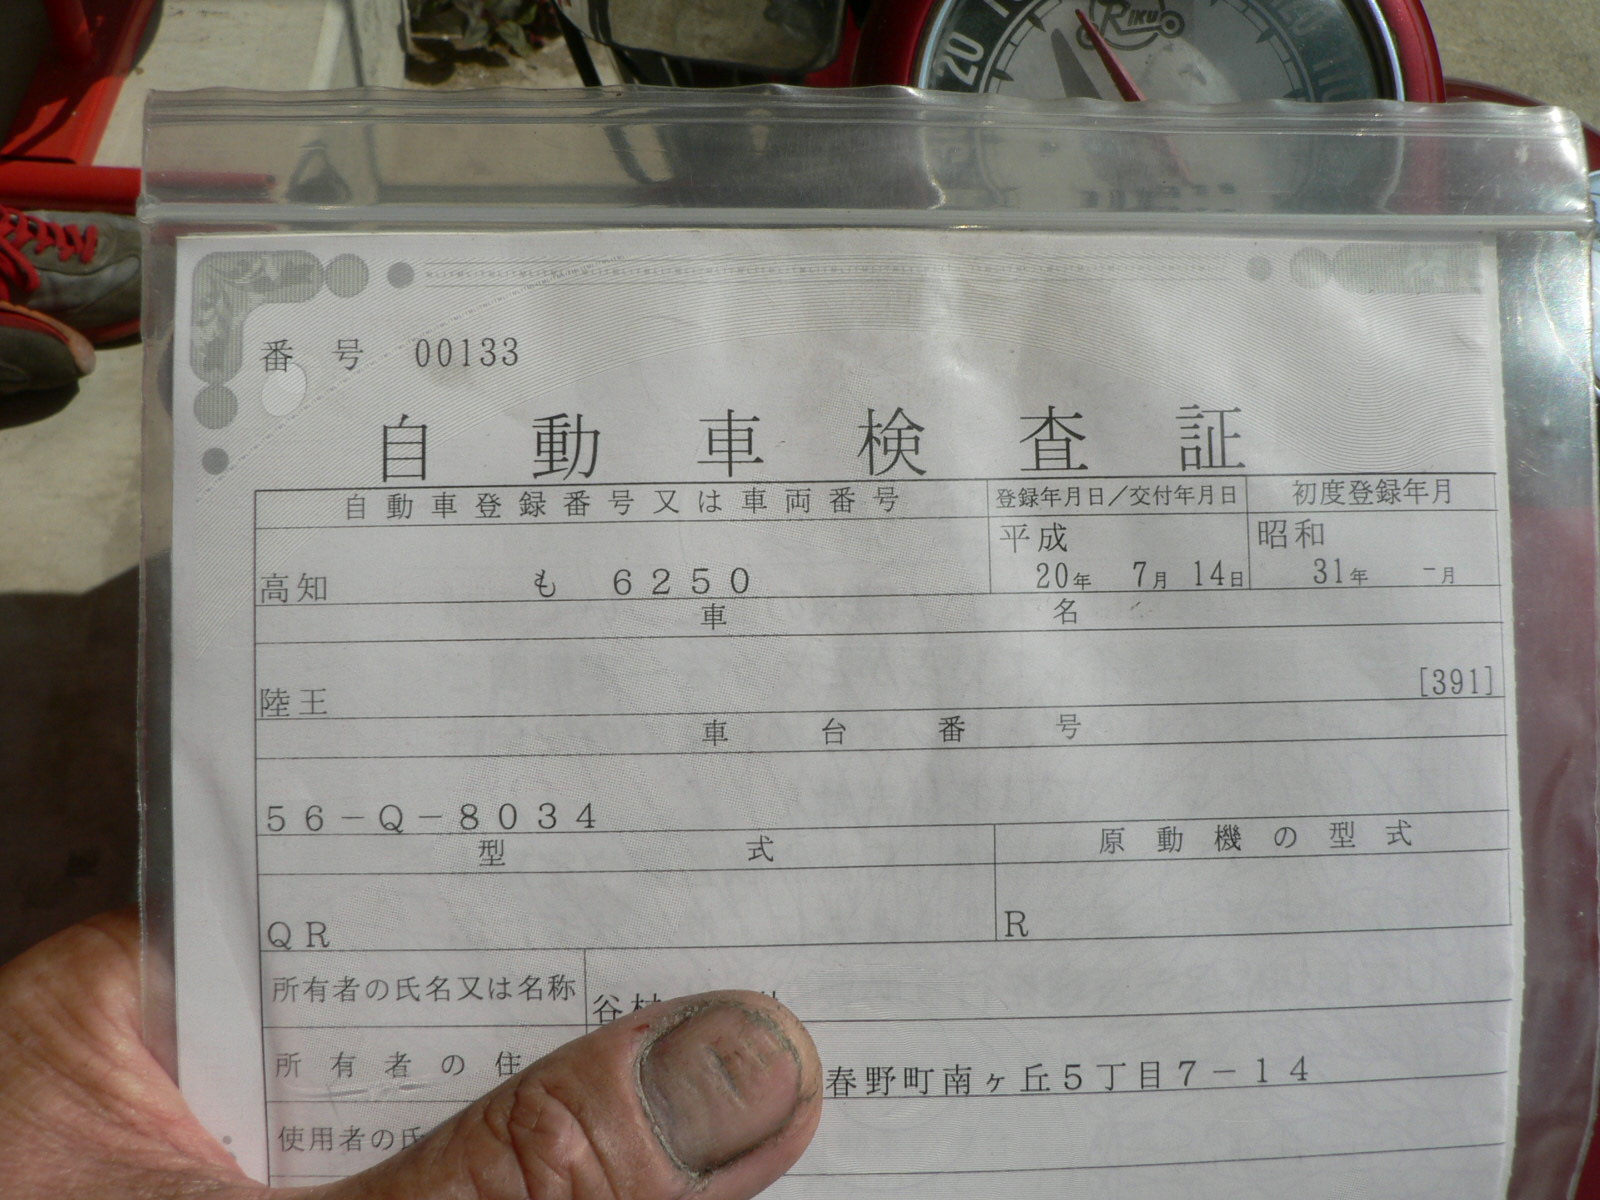 20
RIKUO
110
番号 00133
自動車検査証
自動車登録番号又は車両番号 登録年月日／交付年月日 初度登録年月
高知 も 6250 平成 20年 7月 14日 昭和 31年 -月
車名
陸王 [391]
車台番号
56-Q-8034
型式 原動機の型式
QR R
所有者の氏名又は名称 谷村
所有者の住 春野町南ヶ丘5丁目7-14
使用者の氏